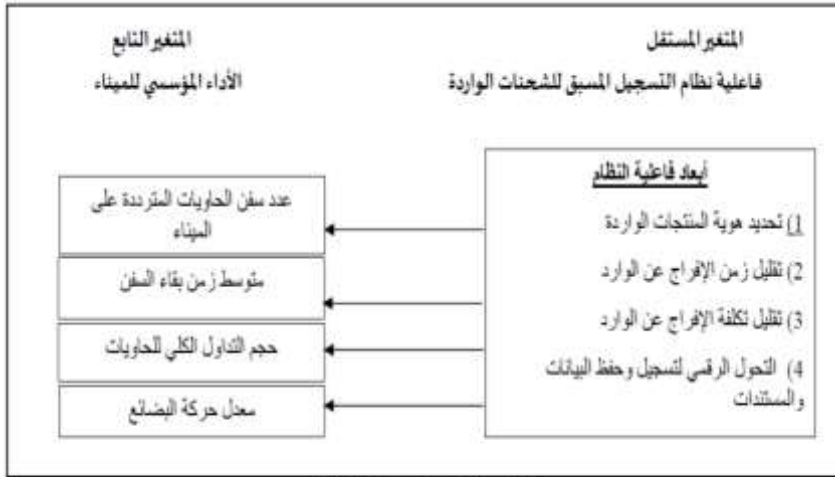 المتغير المستقل
فاعلية نظام التسجيل المسبق للشحنات الواردة
المتغير التابع
الأداء المؤسسي للميناء
أبعاد فاعلية النظام
1) تحديد هوية المنتجات الواردة
2) تقليل زمن الإفراج عن الوارد
3) تقليل تكلفة الإفراج عن الوارد
4) التحول الرقمي لتسجيل وحفظ البيانات
والمستندات
عدد سفن الحاويات المترددة على
الميناء
متوسط زمن بقاء السفن
حجم التداول الكلي للحاويات
معدل حركة البضائع